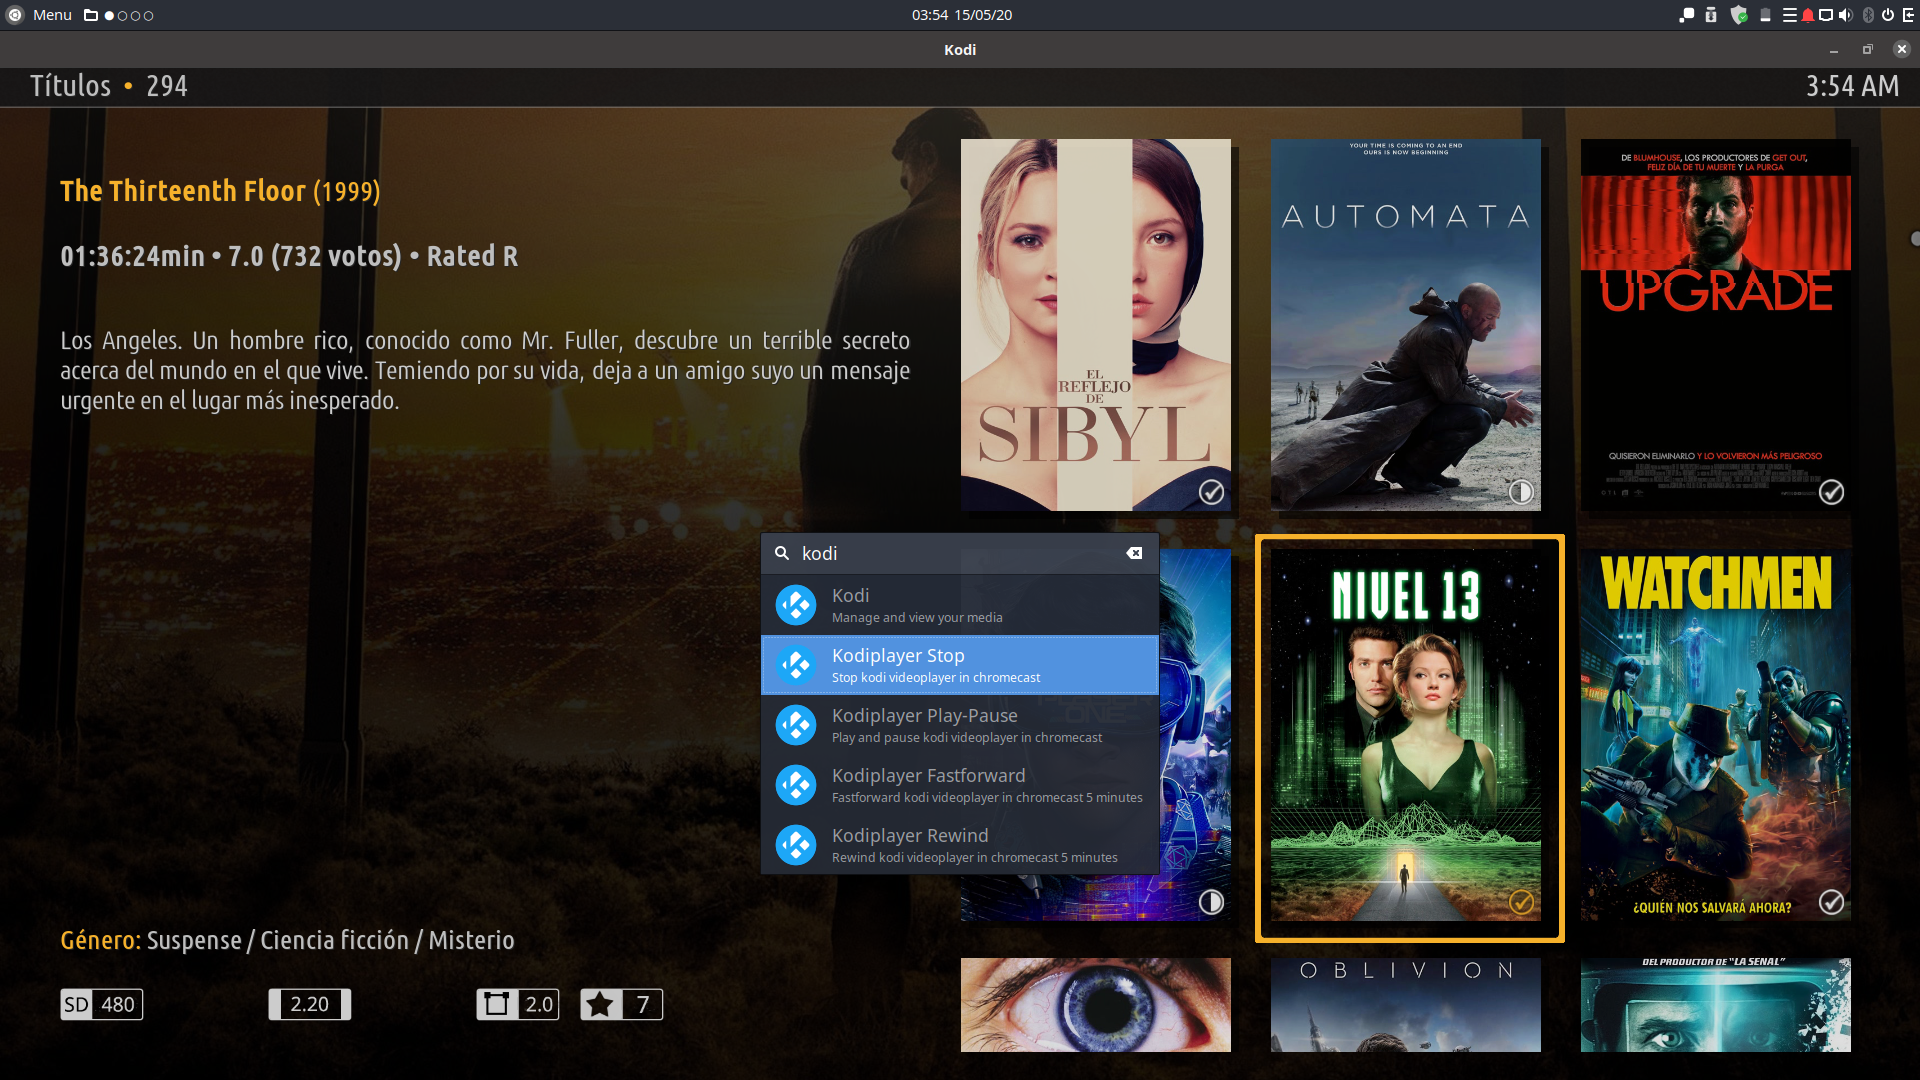 Menu
03:54 15/05/20
Kodi
Títulos • 294
3:54 AM
The Thirteenth Floor (1999)
01:36:24min • 7.0 (732 votos) • Rated R
Los Angeles. Un hombre rico, conocido como Mr. Fuller, descubre un terrible secreto
acerca del mundo en el que vive. Temiendo por su vida, deja a un amigo suyo un mensaje
urgente en el lugar más inesperado.
EL
REFLEJO
DE
SIBYL
YOUR TIME IS COMING TO AN END
OURS IS NOW BEGINNING
AUTOMATA
DE BLUMHOUSE, LOS PRODUCTORES DE GET OUT,
FELIZ DÍA DE TU MUERTE Y LA PURGA
UPGRADE
QUISIERON ELIMINARLO Y LO VOLVIERON MÁS PELIGROSO
kodi
Kodi
Manage and view your media
Kodiplayer Stop
Stop kodi videoplayer in chromecast
Kodiplayer Play-Pause
Play and pause kodi videoplayer in chromecast
Kodiplayer Fastforward
Fastforward kodi videoplayer in chromecast 5 minutes
Kodiplayer Rewind
Rewind kodi videoplayer in chromecast 5 minutes
NIVEL 13
WATCHMEN
¿QUIÉN NOS SALVARÁ AHORA?
Género: Suspense / Ciencia ficción / Misterio
SD 480
2.20
2.0
7
OBLIVION
DEL PRODUCTOR DE "LA SEÑAL"